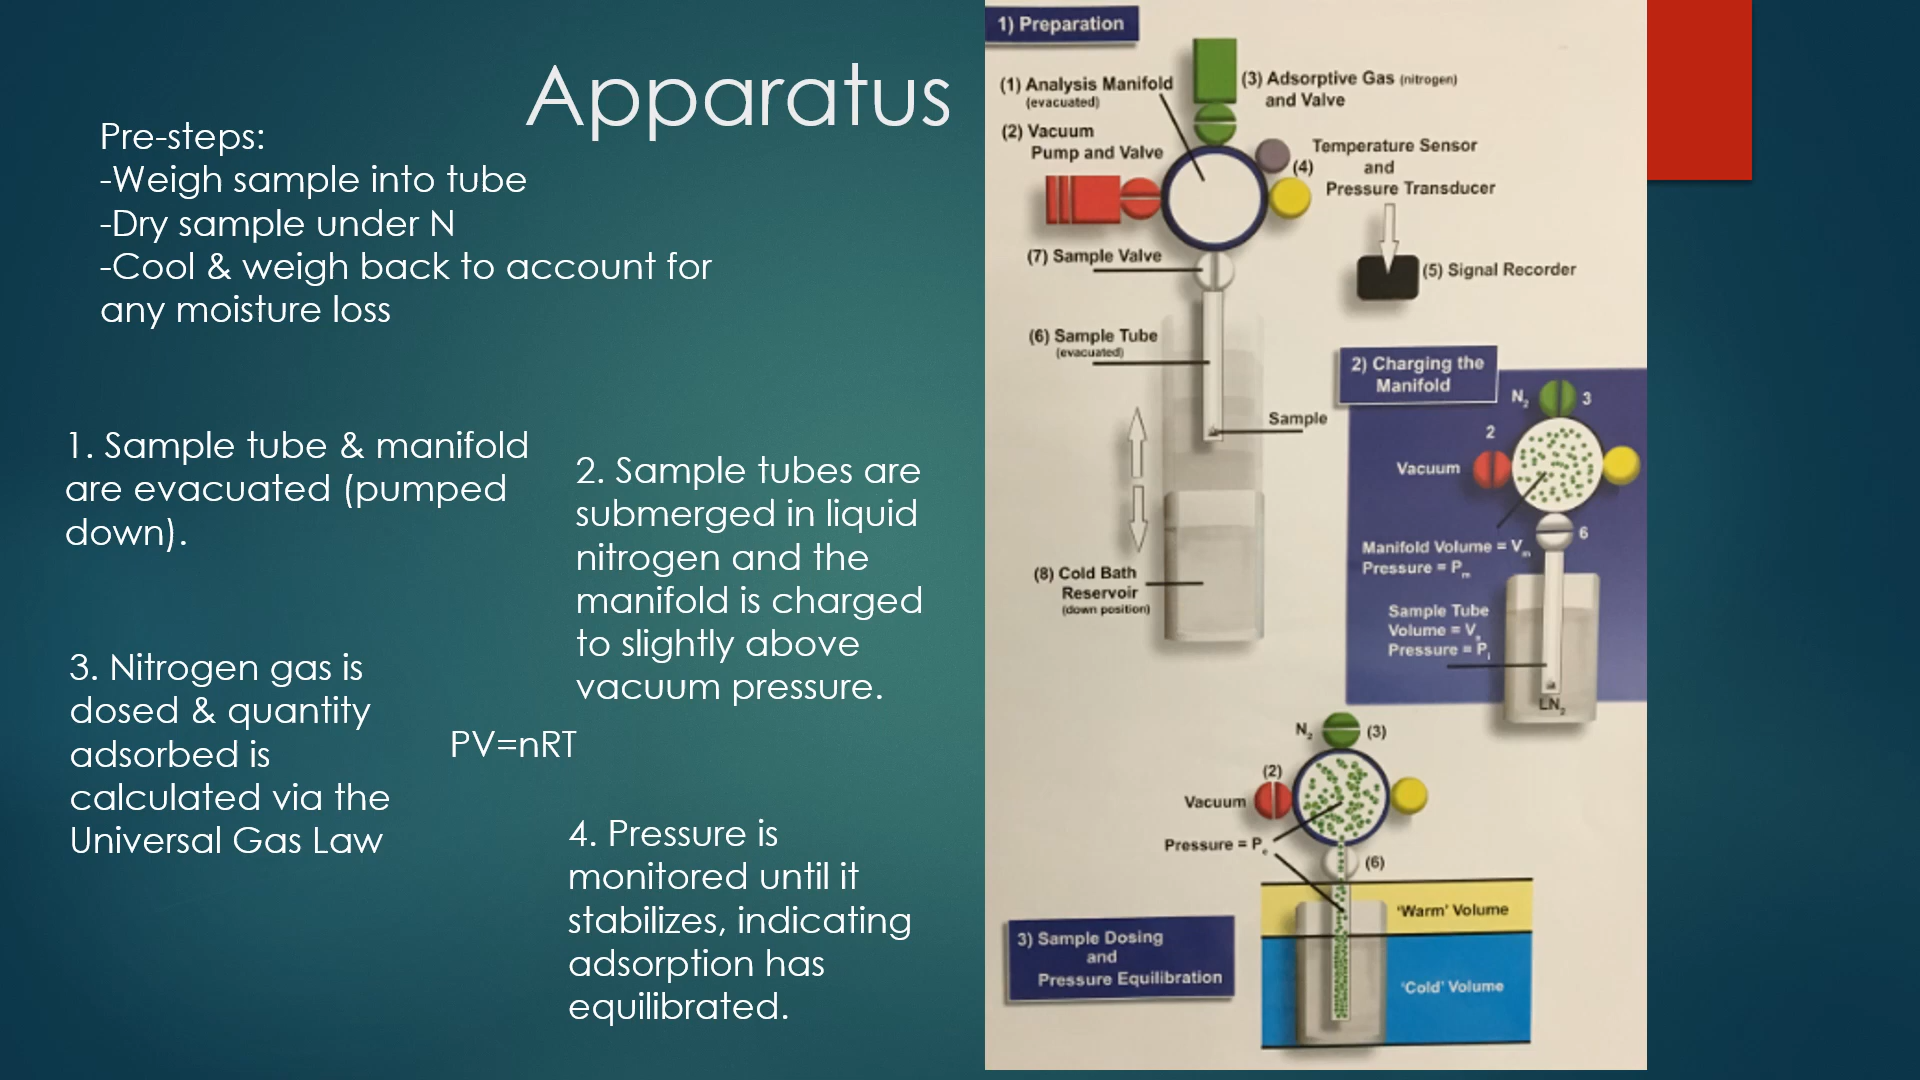 Apparatus
Pre-steps:
-Weigh sample into tube
-Dry sample under N
-Cool & weigh back to account for
any moisture loss
1. Sample tube & manifold
are evacuated (pumped
down).
2. Sample tubes are
submerged in liquid
nitrogen and the
manifold is charged
to slightly above
vacuum pressure.
3. Nitrogen gas is
dosed & quantity
adsorbed is
calculated via the
Universal Gas Law
PV=nRT
4. Pressure is
monitored until it
stabilizes, indicating
adsorption has
equilibrated.
1) Preparation
(1) Analysis Manifold
(evacuated)
(3) Adsorptive Gas (nitrogen)
and Valve
(2) Vacuum
Pump and Valve
(4)
Temperature Sensor
and
Pressure Transducer
(7) Sample Valve
(5) Signal Recorder
(6) Sample Tube
(evacuated)
Sample
(8) Cold Bath
Reservoir
(down position)
2) Charging the
Manifold
N₂
3
2
Vacuum
6
Manifold Volume = Vₘ
Pressure = Pₘ
Sample Tube
Volume = Vₛ
Pressure = Pᵢ
LN₂
N₂
(3)
(2)
Vacuum
Pressure = Pₑ
(6)
'Warm' Volume
'Cold' Volume
3) Sample Dosing
and
Pressure Equilibration